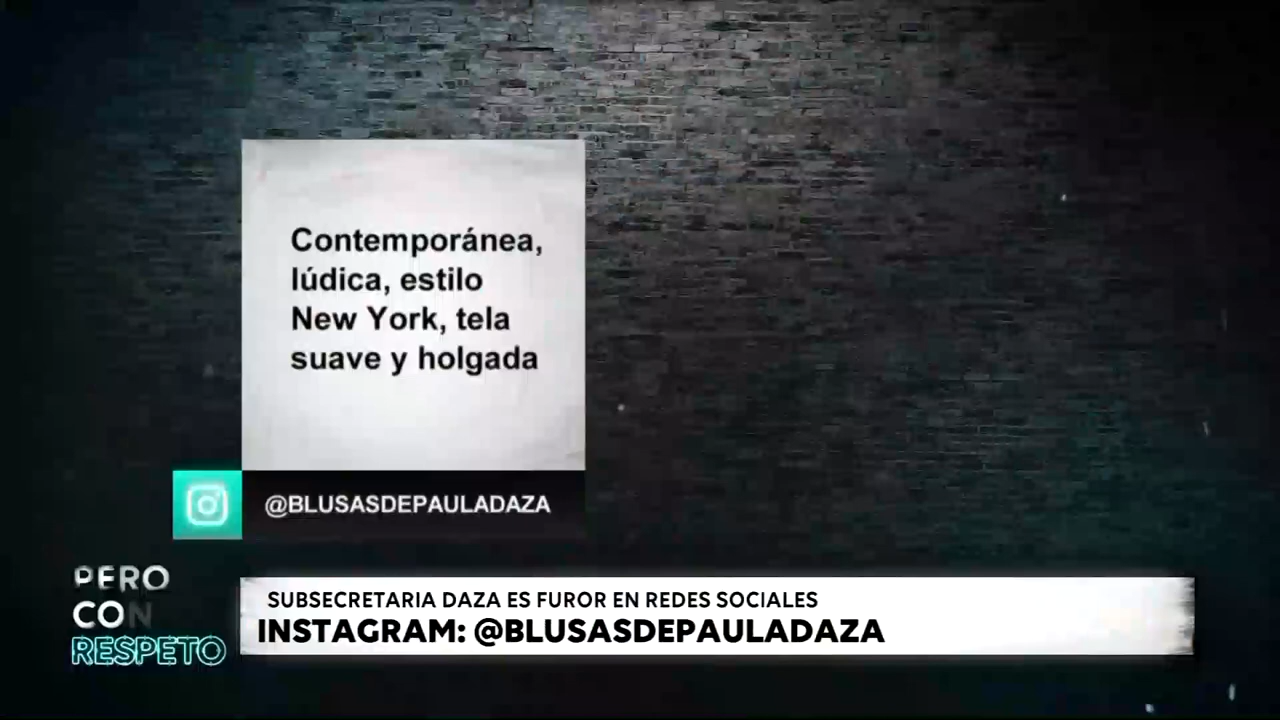 Contemporánea,
lúdica, estilo
New York, tela
suave y holgada
@BLUSASDEPAULADAZA
PERO
CON
RESPETO
SUBSECRETARIA DAZA ES FUROR EN REDES SOCIALES
INSTAGRAM: @BLUSASDEPAULADAZA